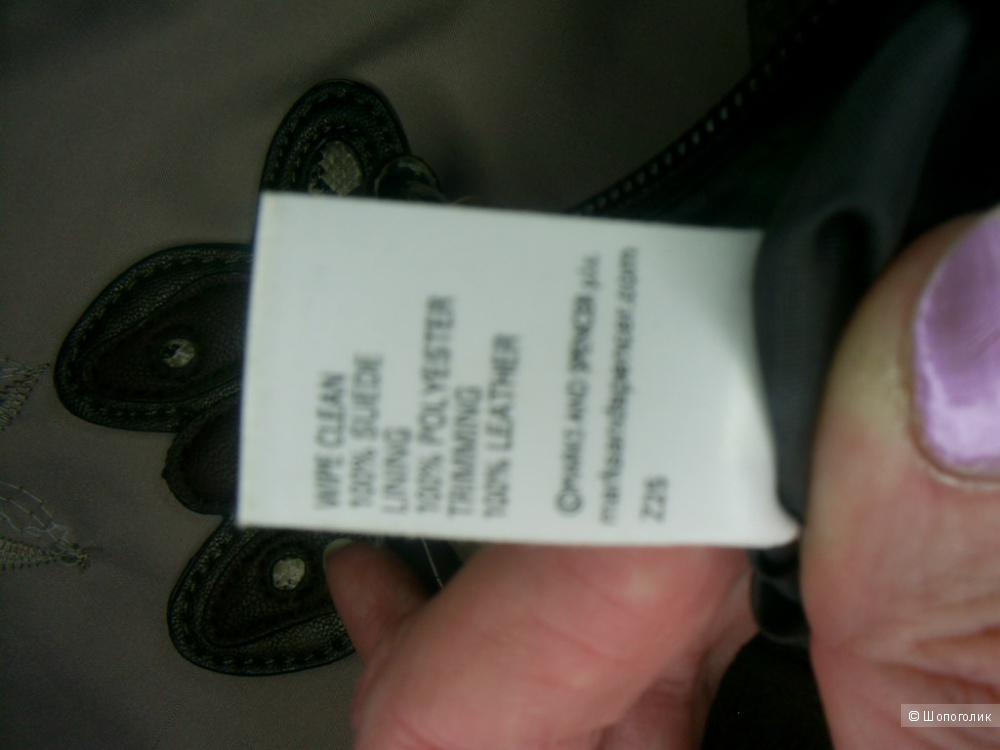 WIPE CLEAN
100% SUEDE
LINING
100% POLYESTER
TRIMMING
100% LEATHER
©MARKS AND SPENCER p.l.c.
marksandspencer.com
Z25
© Шопоголик